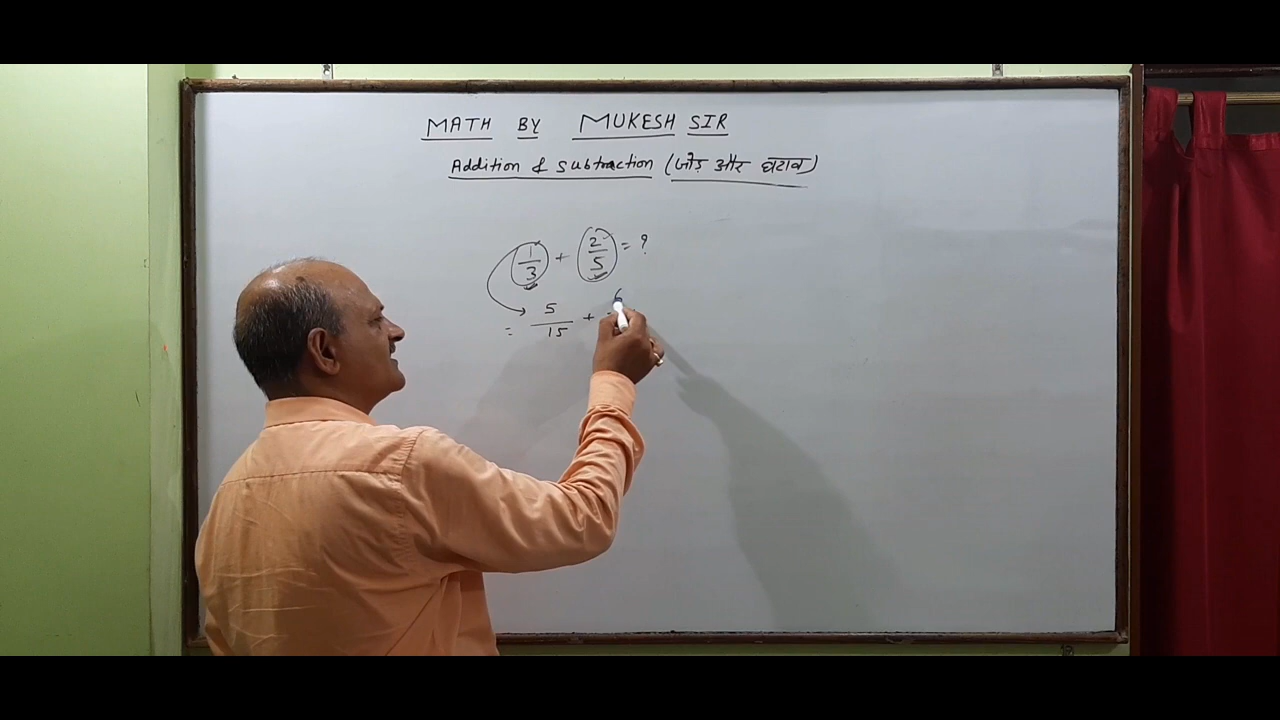 MATH BY MUKESH SIR
Addition & Subtraction (जोड़ और घटाव)
1/3 + 2/5 = ?
= 5/15 + 6